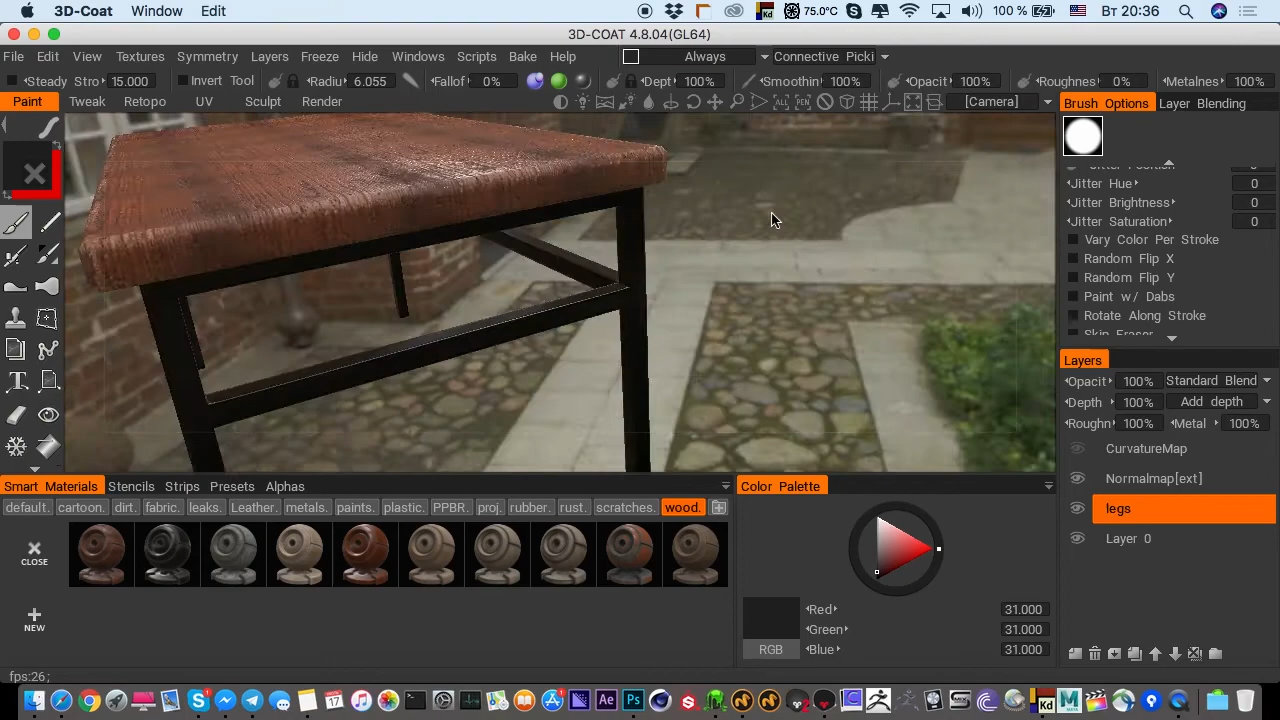 3D-Coat Window Edit 75.0°C 100 % Вт 20:36
3D-COAT 4.8.04(GL64)
File Edit View Textures Symmetry Layers Freeze Hide Windows Scripts Bake Help Always Connective Picki
Steady Stro 15.000 Invert Tool Radiu 6.055 Fallof 0% Dept 100% Smoothin 100% Opacit 100% Roughnes 0% Metalnes 100%
Paint Tweak Retopo UV Sculpt Render ALL PEN [Camera] Brush Options Layer Blending
Jitter Position 0
Jitter Hue 0
Jitter Brightness 0
Jitter Saturation 0
Vary Color Per Stroke
Random Flip X
Random Flip Y
Paint w/ Dabs
Rotate Along Stroke
Skip Eraser
Layers
Opacit 100% Standard Blend
Depth 100% Add depth
Roughn 100% Metal 100%
CurvatureMap
Normalmap[ext]
legs
Layer 0
Smart Materials Stencils Strips Presets Alphas Color Palette
default. cartoon. dirt. fabric. leaks. Leather. metals. paints. plastic. PPBR. proj. rubber. rust. scratches. wood.
CLOSE
NEW
Red 31.000
Green 31.000
RGB Blue 31.000
fps:26;